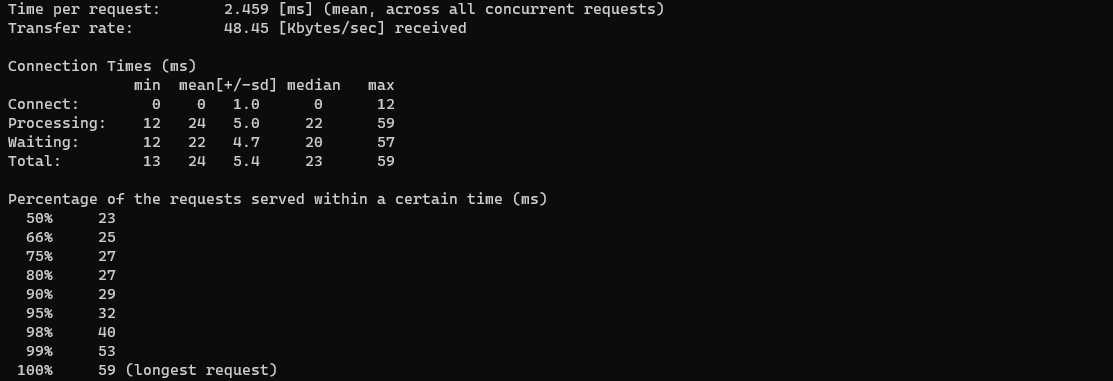 Time per request:       2.459 [ms] (mean, across all concurrent requests)
Transfer rate:          48.45 [Kbytes/sec] received

Connection Times (ms)
              min  mean[+/-sd] median   max
Connect:        0    0   1.0      0      12
Processing:    12   24   5.0     22      59
Waiting:       12   22   4.7     20      57
Total:         13   24   5.4     23      59

Percentage of the requests served within a certain time (ms)
  50%     23
  66%     25
  75%     27
  80%     27
  90%     29
  95%     32
  98%     40
  99%     53
 100%     59 (longest request)